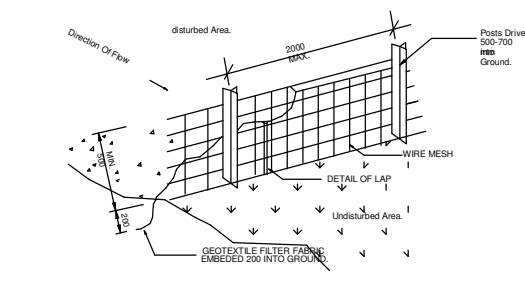 disturbed Area.
Direction Of Flow
Posts Drive
500-700
into
Ground.
2000
MAX.
MIN
500
WIRE MESH
DETAIL OF LAP
200
Undisturbed Area.
GEOTEXTILE FILTER FABRIC
EMBEDED 200 INTO GROUND.